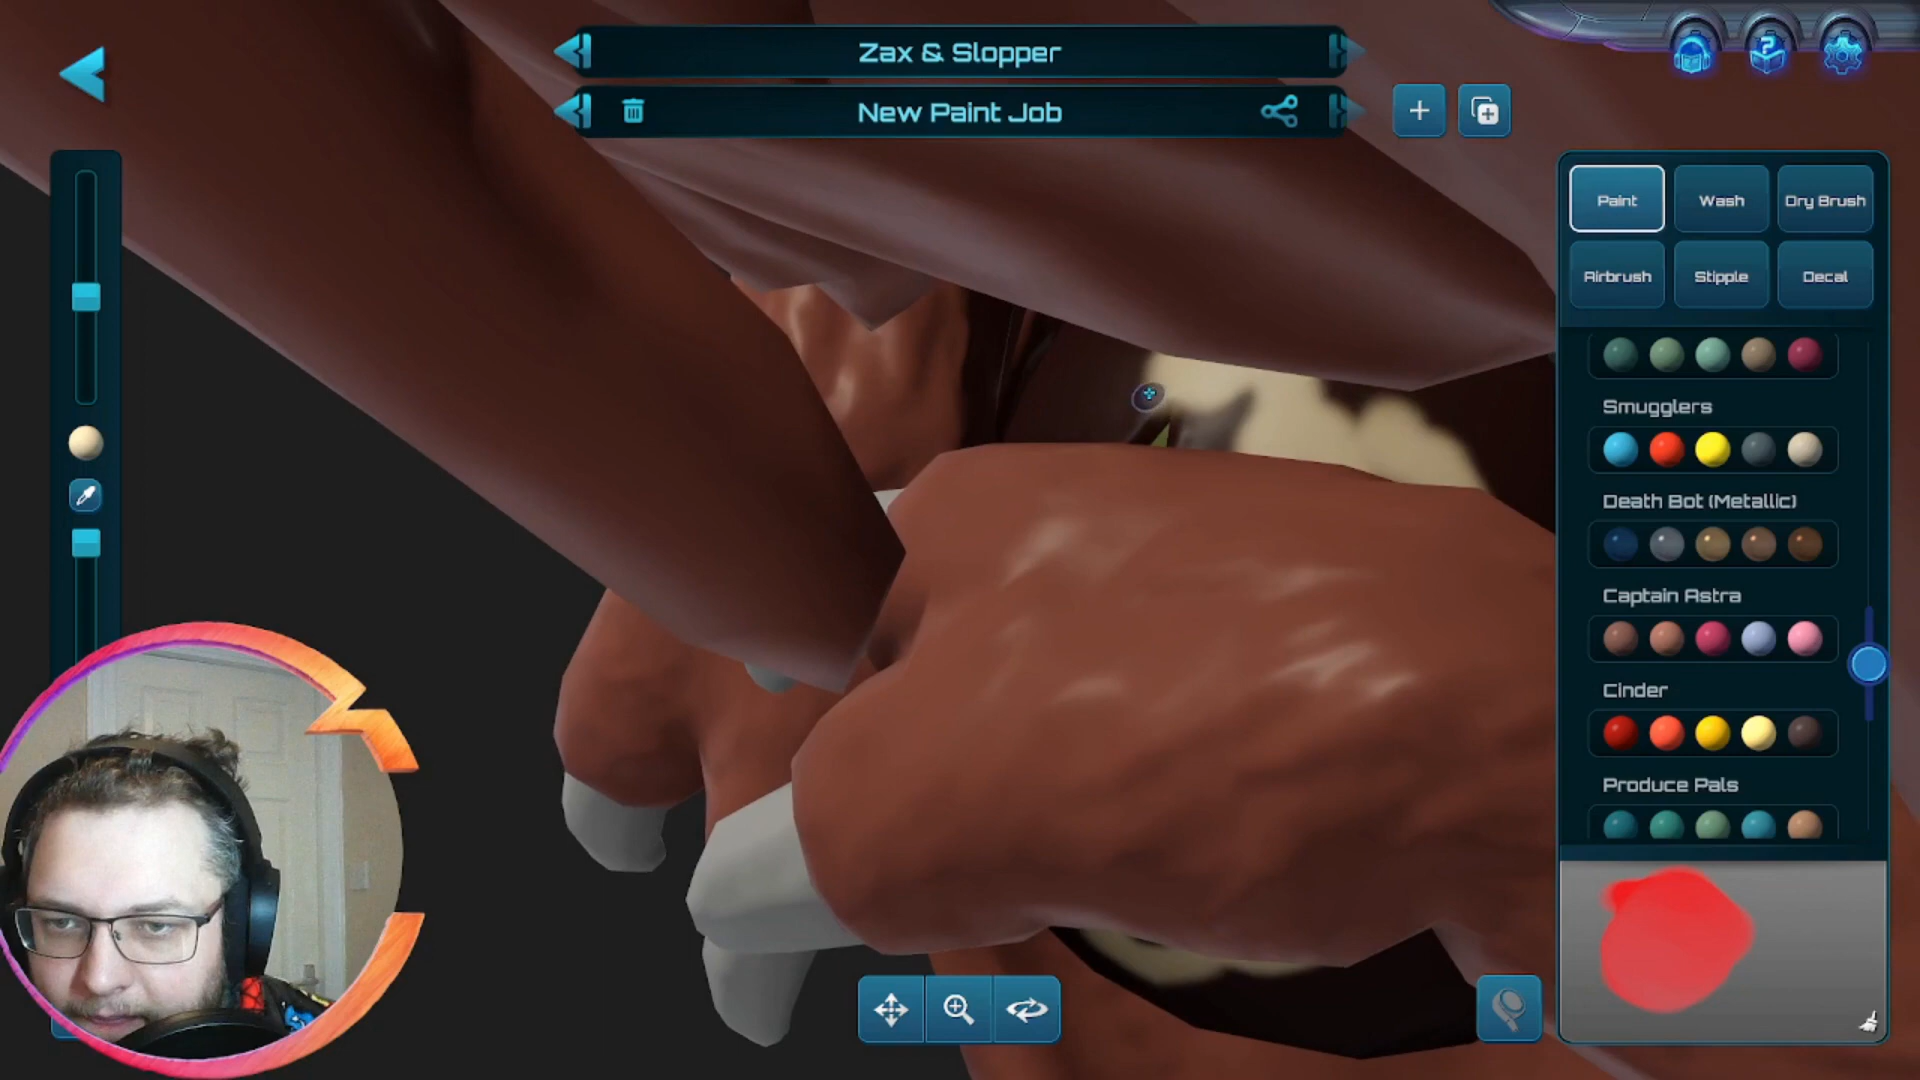 Zax & Slopper
New Paint Job
Paint
Wash
Dry Brush
Airbrush
Stipple
Decal
Smugglers
Death Bot (Metallic)
Captain Astra
Cinder
Produce Pals